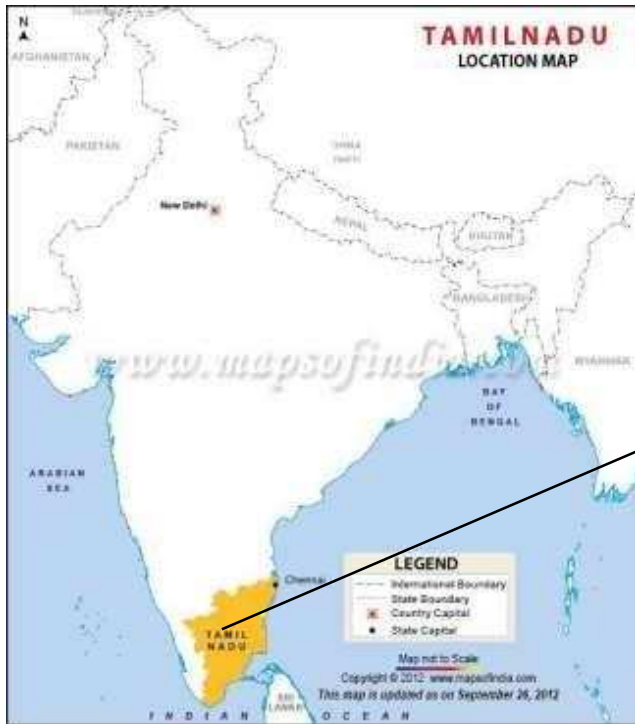 N
TAMILNADU
LOCATION MAP
AFGHANISTAN
PAKISTAN
CHINA
New Delhi
NEPAL
BHUTAN
BANGLADESH
www.mapsofindia.com
MYANMAR
BAY
OF
BENGAL
ARABIAN
SEA
LEGEND
International Boundary
State Boundary
Country Capital
State Capital
Chennai
TAMIL
NADU
Map not to Scale
Copyright © 2012 www.mapsofindia.com
This map is updated as on September 26, 2012
SRI
LANKA
INDIAN OCEAN